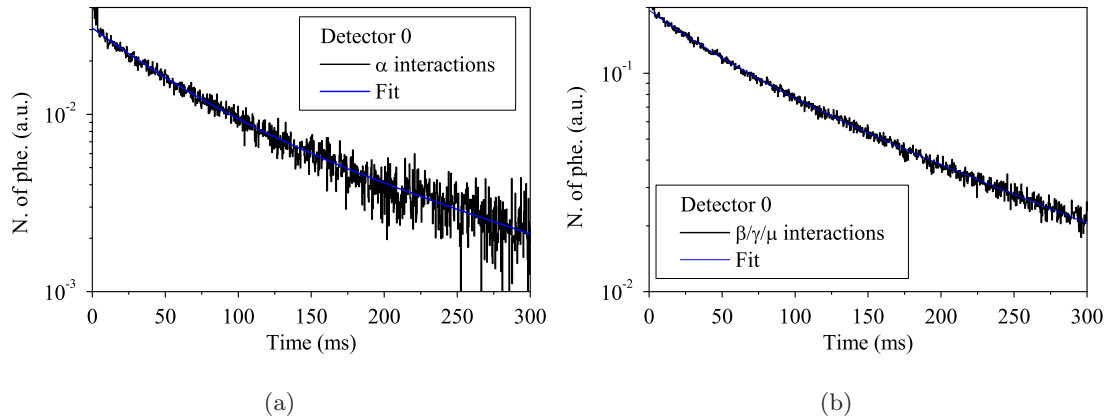 Detector 0
α interactions
Fit
N. of phe. (a.u.)
10⁻²
10⁻³
0 50 100 150 200 250 300
Time (ms)
(a)
Detector 0
β/γ/μ interactions
Fit
N. of phe. (a.u.)
10⁻¹
10⁻²
0 50 100 150 200 250 300
Time (ms)
(b)